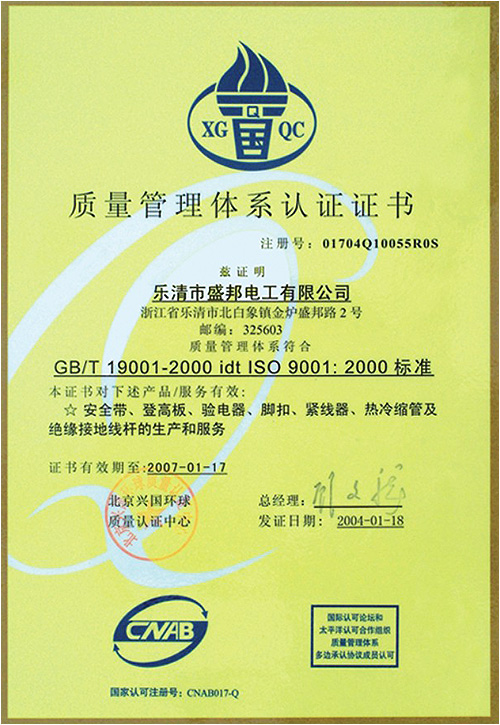 XG QC
质量管理体系认证证书
注册号：01704Q10055R0S
兹证明
乐清市盛邦电工有限公司
浙江省乐清市北白象镇金炉盛邦路2号
邮编：325603
质量管理体系符合
GB/T 19001-2000 idt ISO 9001: 2000 标准
本证书对下述产品/服务有效:
☆ 安全带、登高板、验电器、脚扣、紧线器、热冷缩管及
绝缘接地线杆的生产和服务
证书有效期至:2007-01-17
北京兴国环球
质量认证中心
总经理:
发证日期: 2004-01-18
CNAB
国际认可论坛和
太平洋认可合作组织
质量管理体系
多边承认协议成员认可
国家认可注册号: CNAB017-Q